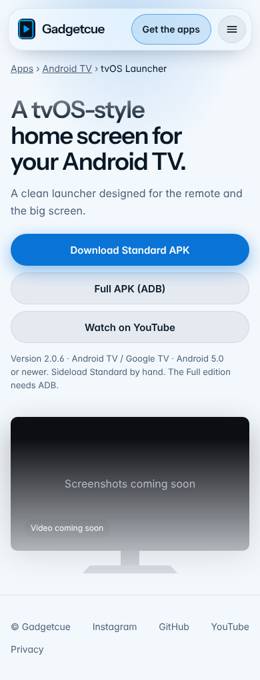 Gadgetcue
Get the apps
Apps › Android TV › tvOS Launcher
A tvOS-style
home screen for
your Android TV.
A clean launcher designed for the remote and
the big screen.
Download Standard APK
Full APK (ADB)
Watch on YouTube
Version 2.0.6 · Android TV / Google TV · Android 5.0
or newer. Sideload Standard by hand. The Full edition
needs ADB.
Screenshots coming soon
Video coming soon
© Gadgetcue Instagram GitHub YouTube
Privacy